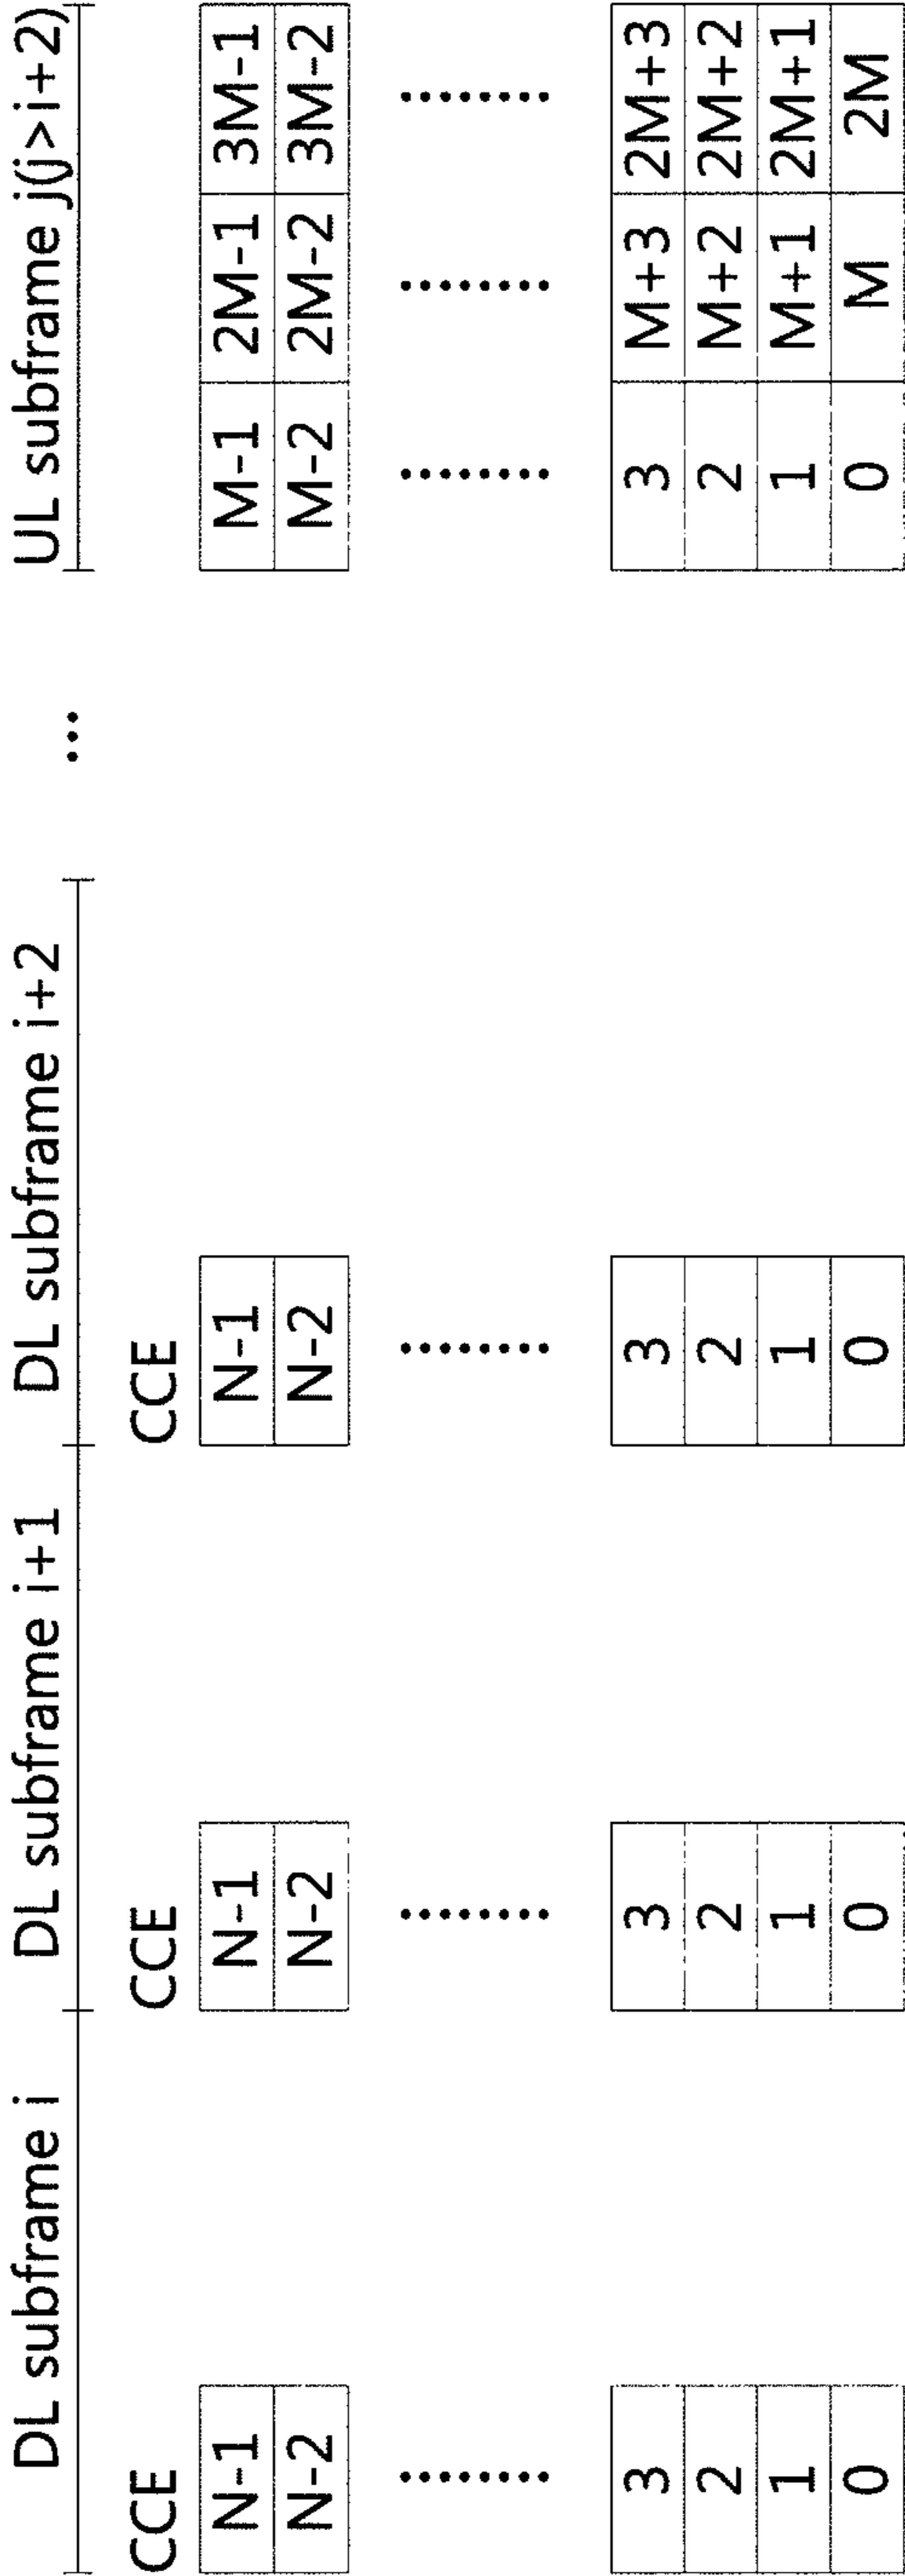 DL subframe i DL subframe i+1 DL subframe i+2 ... UL subframe j(j>i+2)
CCE CCE CCE
N-1 N-1 N-1 M-1 2M-1 3M-1
N-2 N-2 N-2 M-2 2M-2 3M-2
3 3 3 3 M+3 2M+3
2 2 2 2 M+2 2M+2
1 1 1 1 M+1 2M+1
0 0 0 0 M 2M